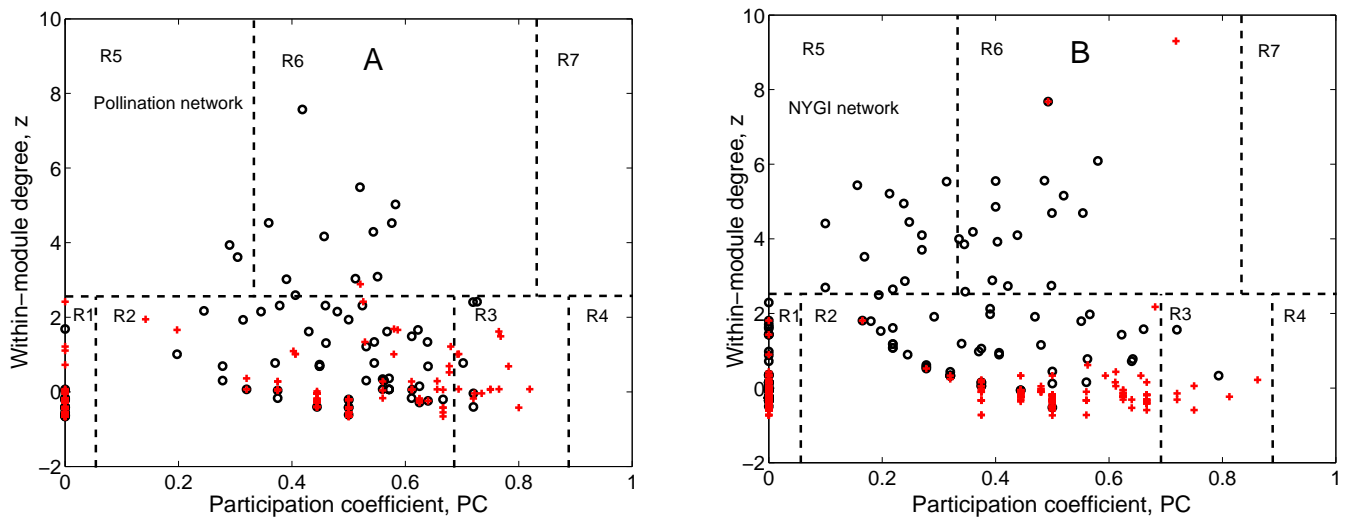 A
Pollination network
R5
R6
R7
R1
R2
R3
R4
Within−module degree, z
10
8
6
4
2
0
−2
0
0.2
0.4
0.6
0.8
1
Participation coefficient, PC
B
NYGI network
R5
R6
R7
R1
R2
R3
R4
Within−module degree, z
10
8
6
4
2
0
−2
0
0.2
0.4
0.6
0.8
1
Participation coefficient, PC